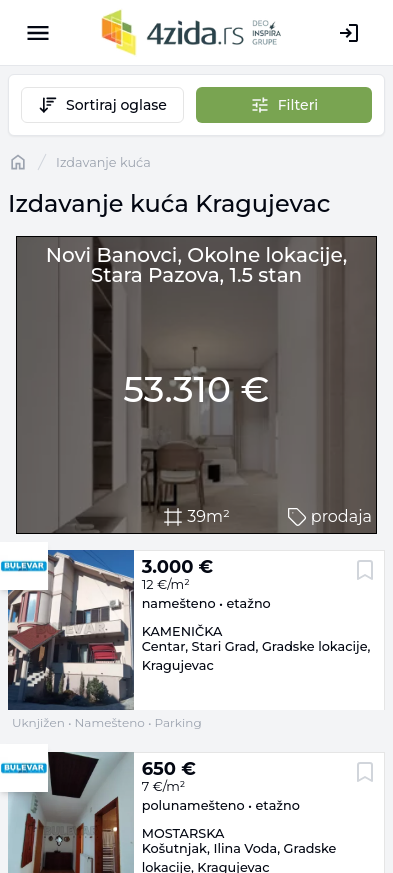 4zida.rs
DEO
INSPIRA
GRUPE
Sortiraj oglase
Filteri
/ Izdavanje kuća
Izdavanje kuća Kragujevac
Novi Banovci, Okolne lokacije,
Stara Pazova, 1.5 stan
53.310 €
39m²
prodaja
BULEVAR
3.000 €
12 €/m²
namešteno • etažno
KAMENIČKA
Centar, Stari Grad, Gradske lokacije,
Kragujevac
Uknjižen • Namešteno • Parking
BULEVAR
650 €
7 €/m²
polunamešteno • etažno
MOSTARSKA
Košutnjak, Ilina Voda, Gradske
lokacije, Kragujevac